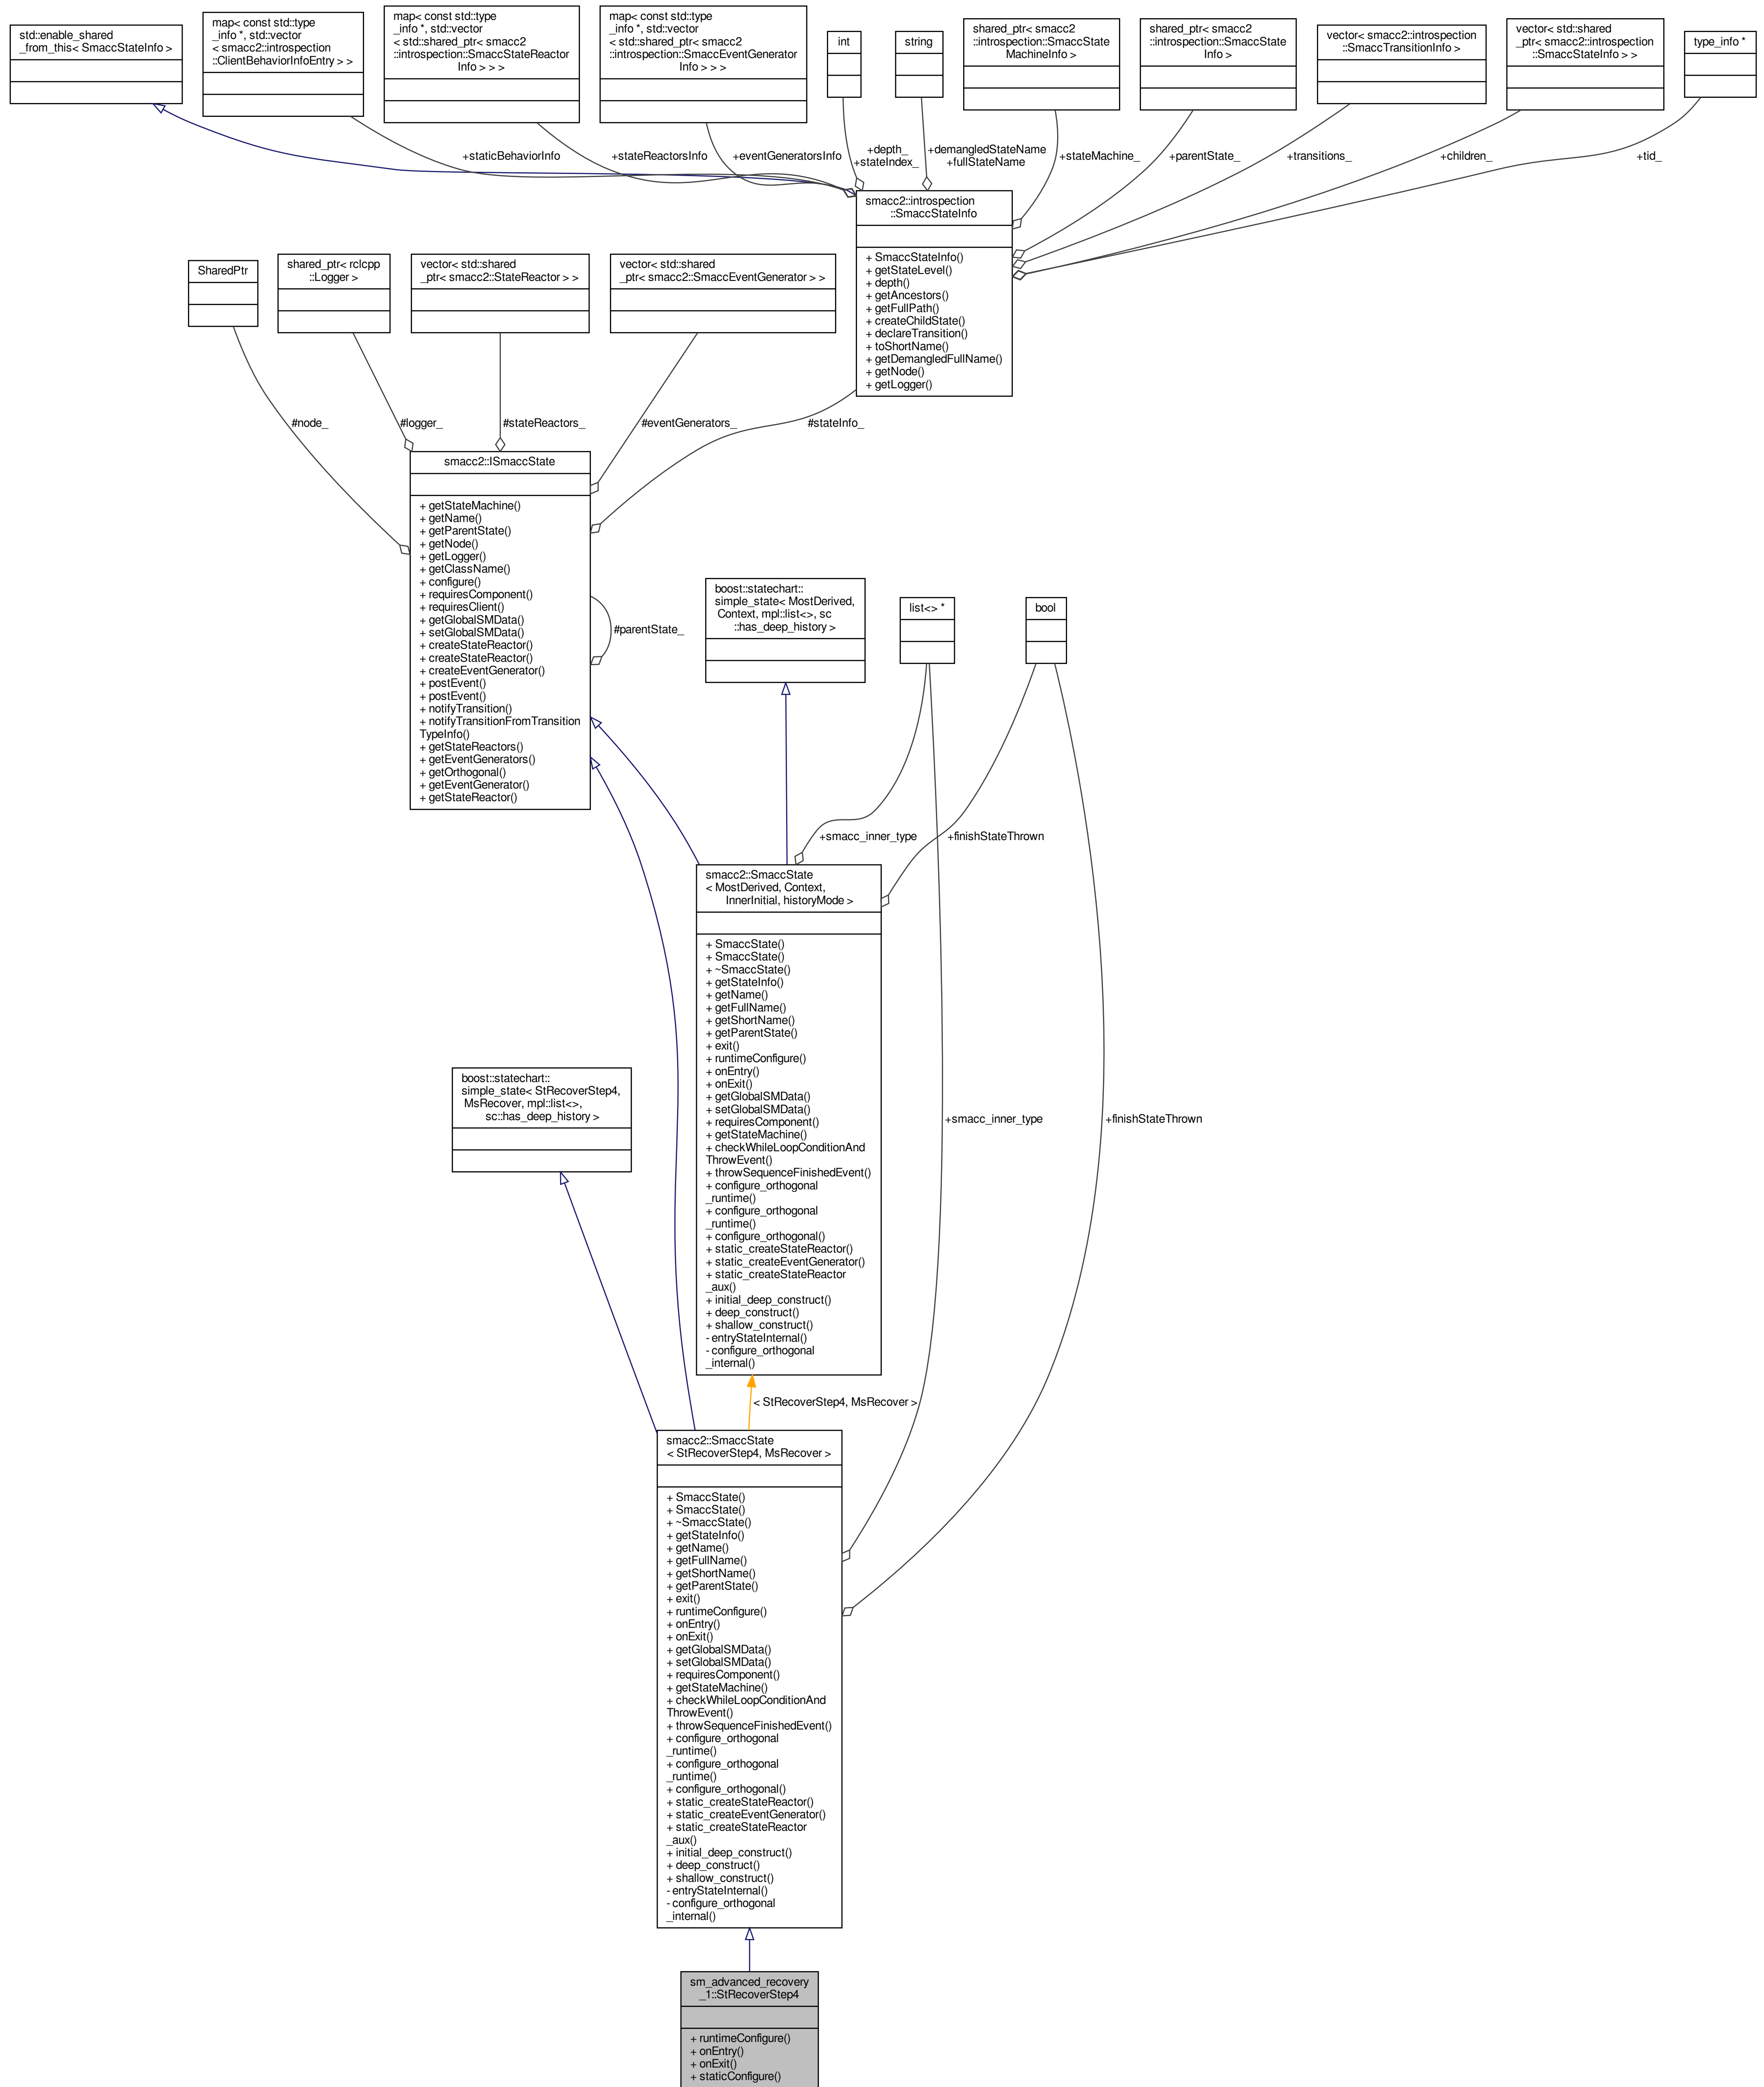 std::enable_shared
_from_this< SmaccStateInfo >
map< const std::type
_info *, std::vector
< smacc2::introspection
::ClientBehaviorInfoEntry > >
map< const std::type
_info *, std::vector
< std::shared_ptr< smacc2
::introspection::SmaccStateReactor
Info > > >
map< const std::type
_info *, std::vector
< std::shared_ptr< smacc2
::introspection::SmaccEventGenerator
Info > > >
int
string
shared_ptr< smacc2
::introspection::SmaccState
MachineInfo >
shared_ptr< smacc2
::introspection::SmaccState
Info >
vector< smacc2::introspection
::SmaccTransitionInfo >
vector< std::shared
_ptr< smacc2::introspection
::SmaccStateInfo > >
type_info *
+staticBehaviorInfo
+stateReactorsInfo
+eventGeneratorsInfo
+depth_
+stateIndex_
+demangledStateName
+fullStateName
+stateMachine_
+parentState_
+transitions_
+children_
+tid_
smacc2::introspection
::SmaccStateInfo
+ SmaccStateInfo()
+ getStateLevel()
+ depth()
+ getAncestors()
+ getFullPath()
+ createChildState()
+ declareTransition()
+ toShortName()
+ getDemangledFullName()
+ getNode()
+ getLogger()
SharedPtr
shared_ptr< rclcpp
::Logger >
vector< std::shared
_ptr< smacc2::StateReactor > >
vector< std::shared
_ptr< smacc2::SmaccEventGenerator > >
#node_
#logger_
#stateReactors_
#eventGenerators_
#stateInfo_
smacc2::ISmaccState
+ getStateMachine()
+ getName()
+ getParentState()
+ getNode()
+ getLogger()
+ getClassName()
+ configure()
+ requiresComponent()
+ requiresClient()
+ getGlobalSMData()
+ setGlobalSMData()
+ createStateReactor()
+ createStateReactor()
+ createEventGenerator()
+ postEvent()
+ postEvent()
+ notifyTransition()
+ notifyTransitionFromTransition
TypeInfo()
+ getStateReactors()
+ getEventGenerators()
+ getOrthogonal()
+ getEventGenerator()
+ getStateReactor()
#parentState_
boost::statechart::
simple_state< MostDerived,
Context, mpl::list<>, sc
::has_deep_history >
list<> *
bool
+smacc_inner_type
+finishStateThrown
smacc2::SmaccState
< MostDerived, Context,
InnerInitial, historyMode >
+ SmaccState()
+ SmaccState()
+ ~SmaccState()
+ getStateInfo()
+ getName()
+ getFullName()
+ getShortName()
+ getParentState()
+ exit()
+ runtimeConfigure()
+ onEntry()
+ onExit()
+ getGlobalSMData()
+ setGlobalSMData()
+ requiresComponent()
+ getStateMachine()
+ checkWhileLoopConditionAnd
ThrowEvent()
+ throwSequenceFinishedEvent()
+ configure_orthogonal
_runtime()
+ configure_orthogonal
_runtime()
+ configure_orthogonal()
+ static_createStateReactor()
+ static_createEventGenerator()
+ static_createStateReactor
_aux()
+ initial_deep_construct()
+ deep_construct()
+ shallow_construct()
- entryStateInternal()
- configure_orthogonal
_internal()
boost::statechart::
simple_state< StRecoverStep4,
MsRecover, mpl::list<>,
sc::has_deep_history >
+smacc_inner_type
+finishStateThrown
< StRecoverStep4, MsRecover >
smacc2::SmaccState
< StRecoverStep4, MsRecover >
+ SmaccState()
+ SmaccState()
+ ~SmaccState()
+ getStateInfo()
+ getName()
+ getFullName()
+ getShortName()
+ getParentState()
+ exit()
+ runtimeConfigure()
+ onEntry()
+ onExit()
+ getGlobalSMData()
+ setGlobalSMData()
+ requiresComponent()
+ getStateMachine()
+ checkWhileLoopConditionAnd
ThrowEvent()
+ throwSequenceFinishedEvent()
+ configure_orthogonal
_runtime()
+ configure_orthogonal
_runtime()
+ configure_orthogonal()
+ static_createStateReactor()
+ static_createEventGenerator()
+ static_createStateReactor
_aux()
+ initial_deep_construct()
+ deep_construct()
+ shallow_construct()
- entryStateInternal()
- configure_orthogonal
_internal()
sm_advanced_recovery
_1::StRecoverStep4
+ runtimeConfigure()
+ onEntry()
+ onExit()
+ staticConfigure()